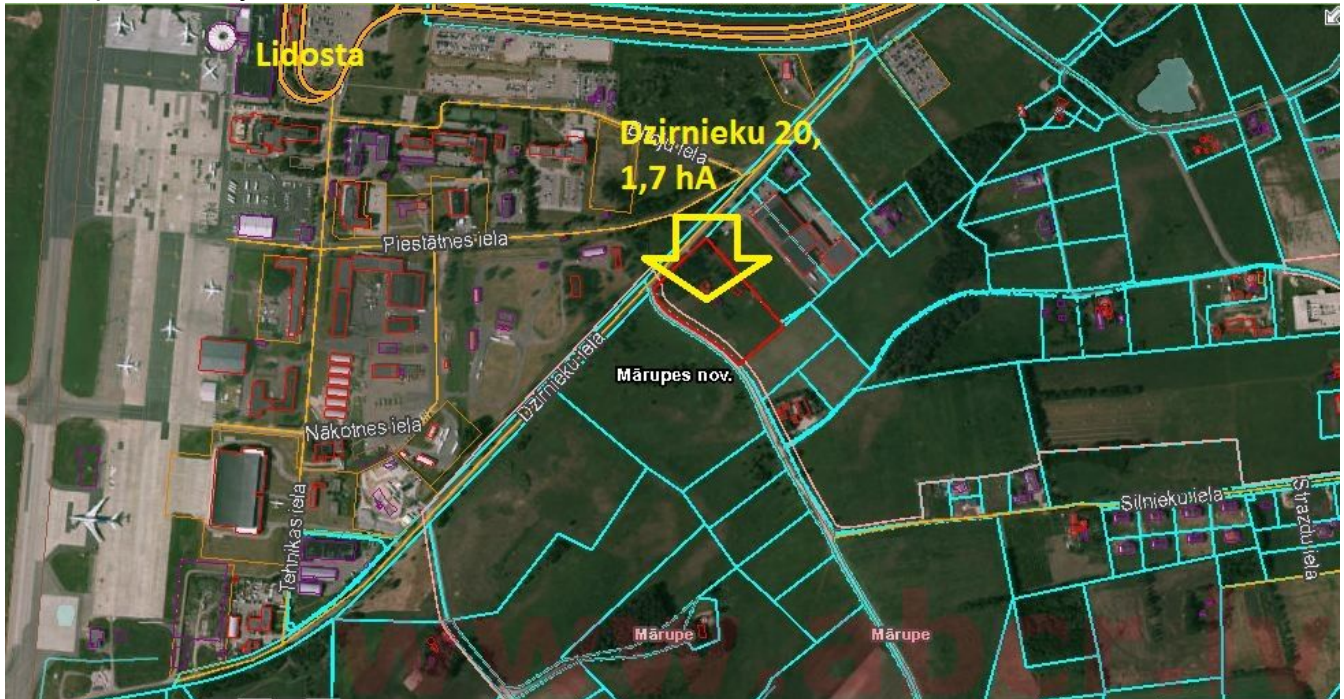 Lidosta
Dzirnieku 20,
1,7 hA
Piestātnes iela
Dzirnieku iela
Mārupes nov.
Nākotnes iela
Tehnikas iela
Silnieku iela
Strazdu iela
Mārupe
Mārupe